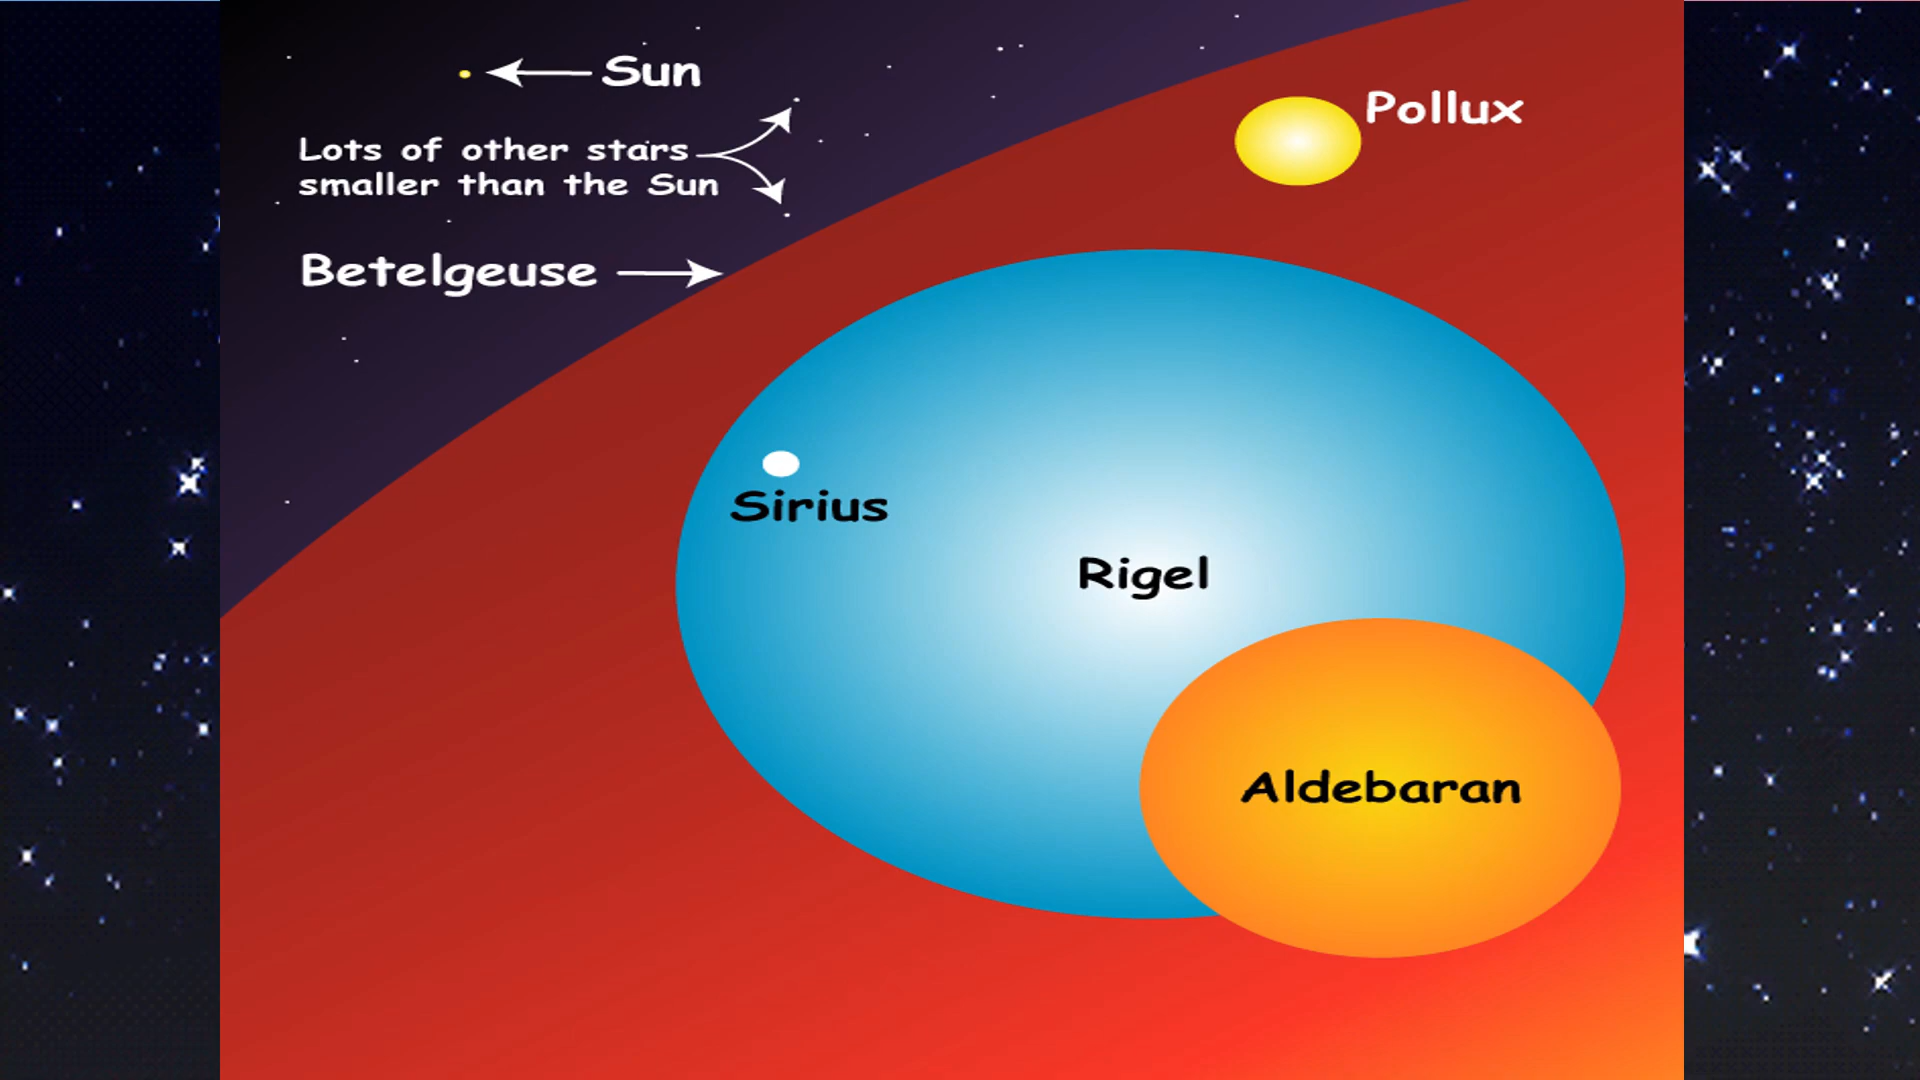 Sun
Pollux
Lots of other stars
smaller than the Sun
Betelgeuse
Sirius
Rigel
Aldebaran